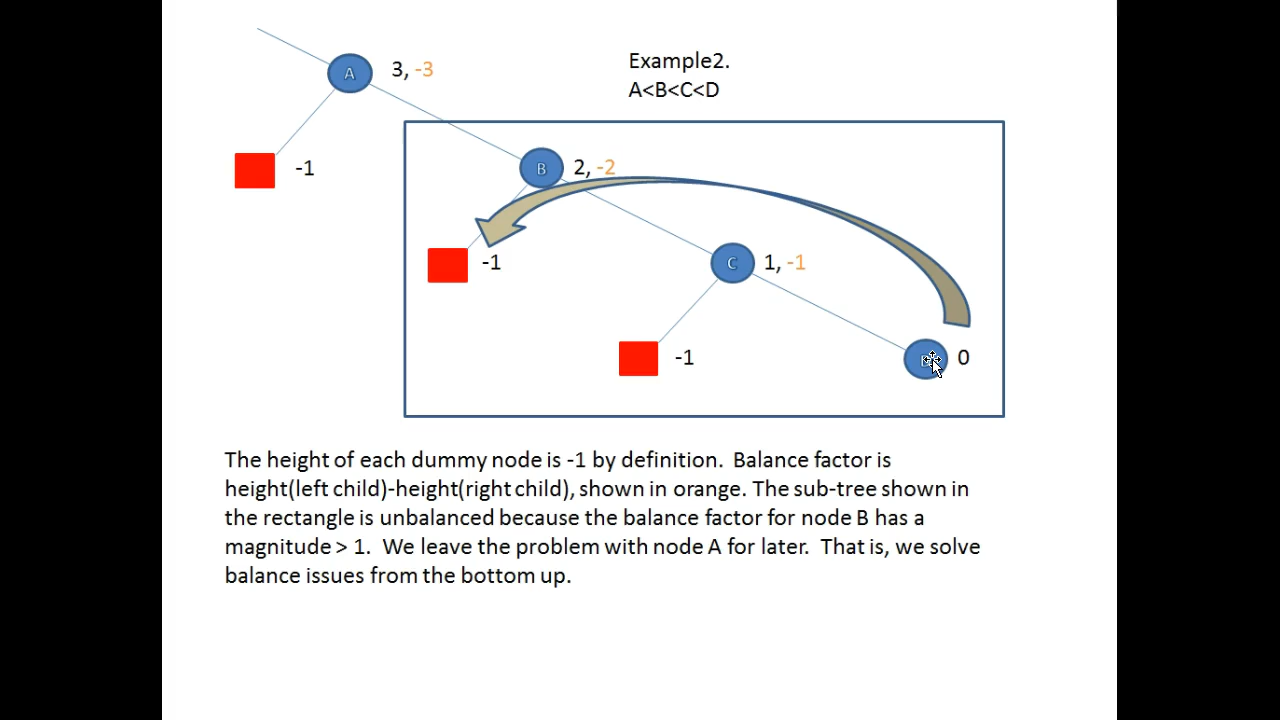 Example2.
A<B<C<D
A 3, -3
-1
B 2, -2
-1
C 1, -1
-1
0
The height of each dummy node is -1 by definition. Balance factor is
height(left child)-height(right child), shown in orange. The sub-tree shown in
the rectangle is unbalanced because the balance factor for node B has a
magnitude > 1. We leave the problem with node A for later. That is, we solve
balance issues from the bottom up.